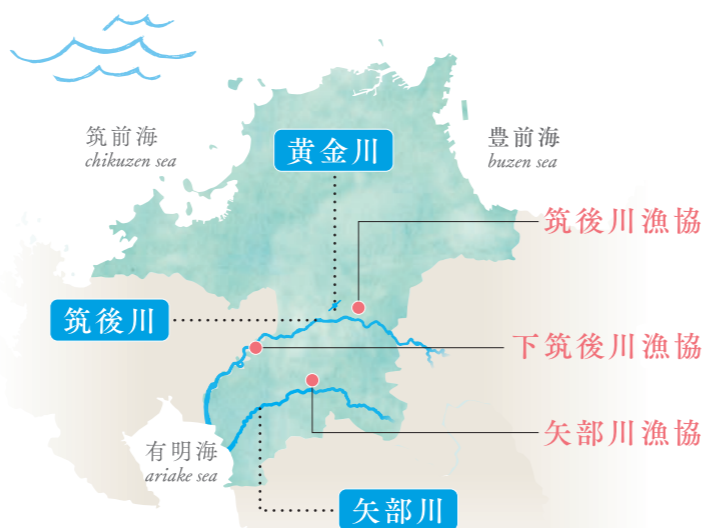 筑前海
chikuzen sea
黄金川
豊前海
buzen sea
筑後川漁協
筑後川
下筑後川漁協
矢部川漁協
有明海
ariake sea
矢部川